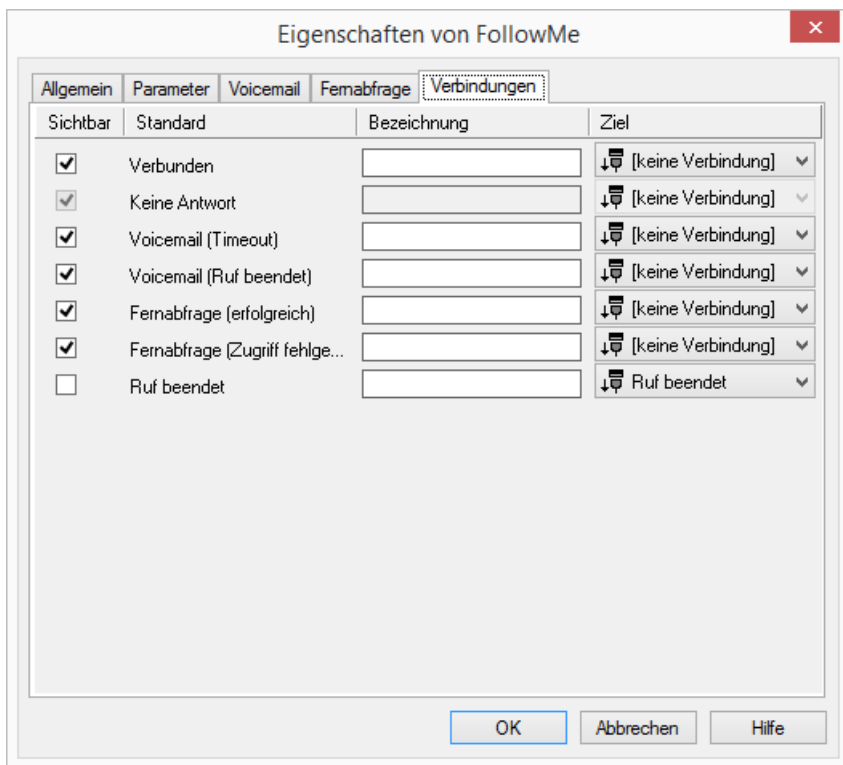 Eigenschaften von FollowMe
Allgemein Parameter Voicemail Fernabfrage Verbindungen
Sichtbar Standard Bezeichnung Ziel
Verbunden [keine Verbindung]
Keine Antwort [keine Verbindung]
Voicemail (Timeout) [keine Verbindung]
Voicemail (Ruf beendet) [keine Verbindung]
Fernabfrage (erfolgreich) [keine Verbindung]
Fernabfrage (Zugriff fehlge... [keine Verbindung]
Ruf beendet Ruf beendet
OK Abbrechen Hilfe